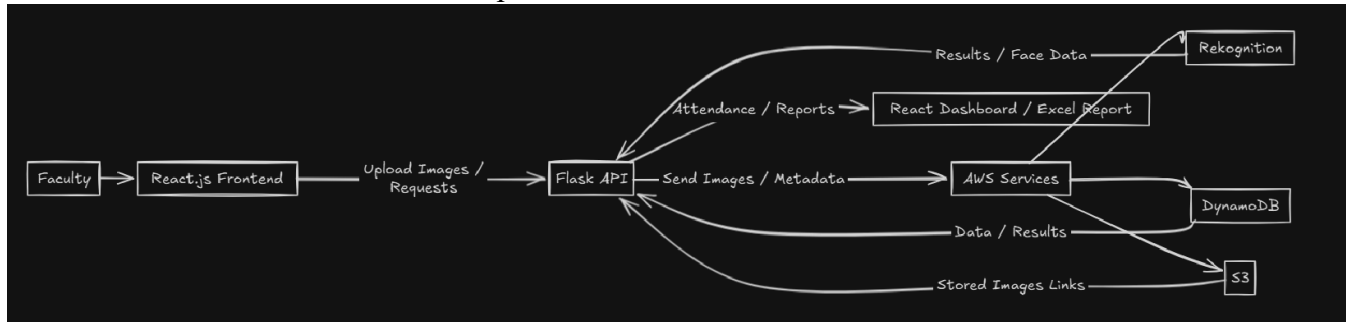 Results / Face Data
Rekognition
Attendance / Reports
React Dashboard / Excel Report
Faculty
React.js Frontend
Upload Images /
Requests
Flask API
Send Images / Metadata
AWS Services
DynamoDB
Data / Results
S3
Stored Images Links